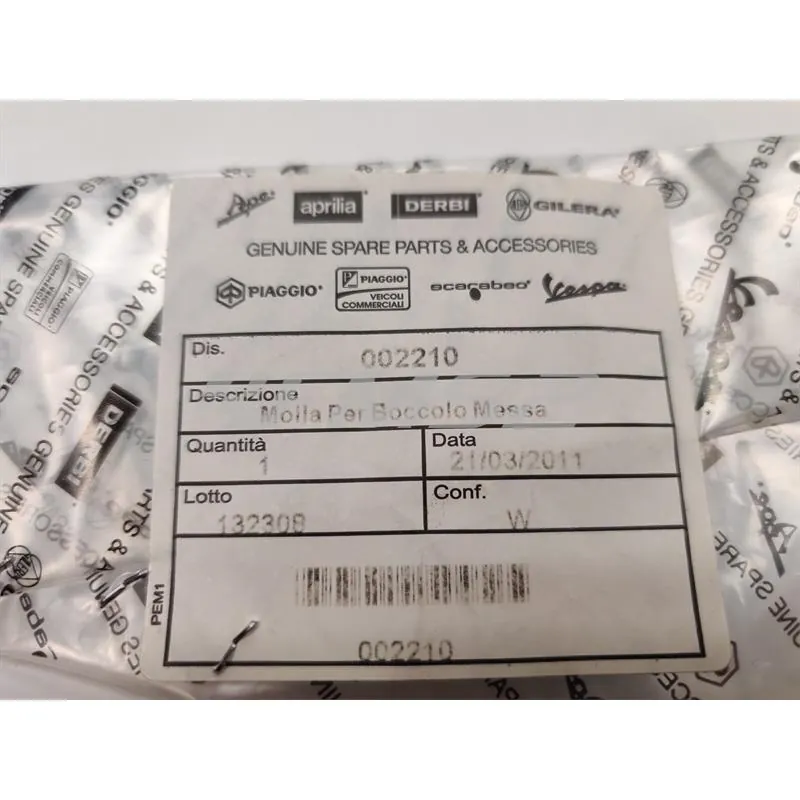 Ape
aprilia DERBI GILERA
GENUINE SPARE PARTS & ACCESSORIES
PIAGGIO PIAGGIO VEICOLI COMMERCIALI scarabeo Vespa
Dis. 002210
Descrizione
Molla Per Boccolo Messa
Quantità 1
Data 21/03/2011
Lotto 132308
Conf. W
PEM1
002210